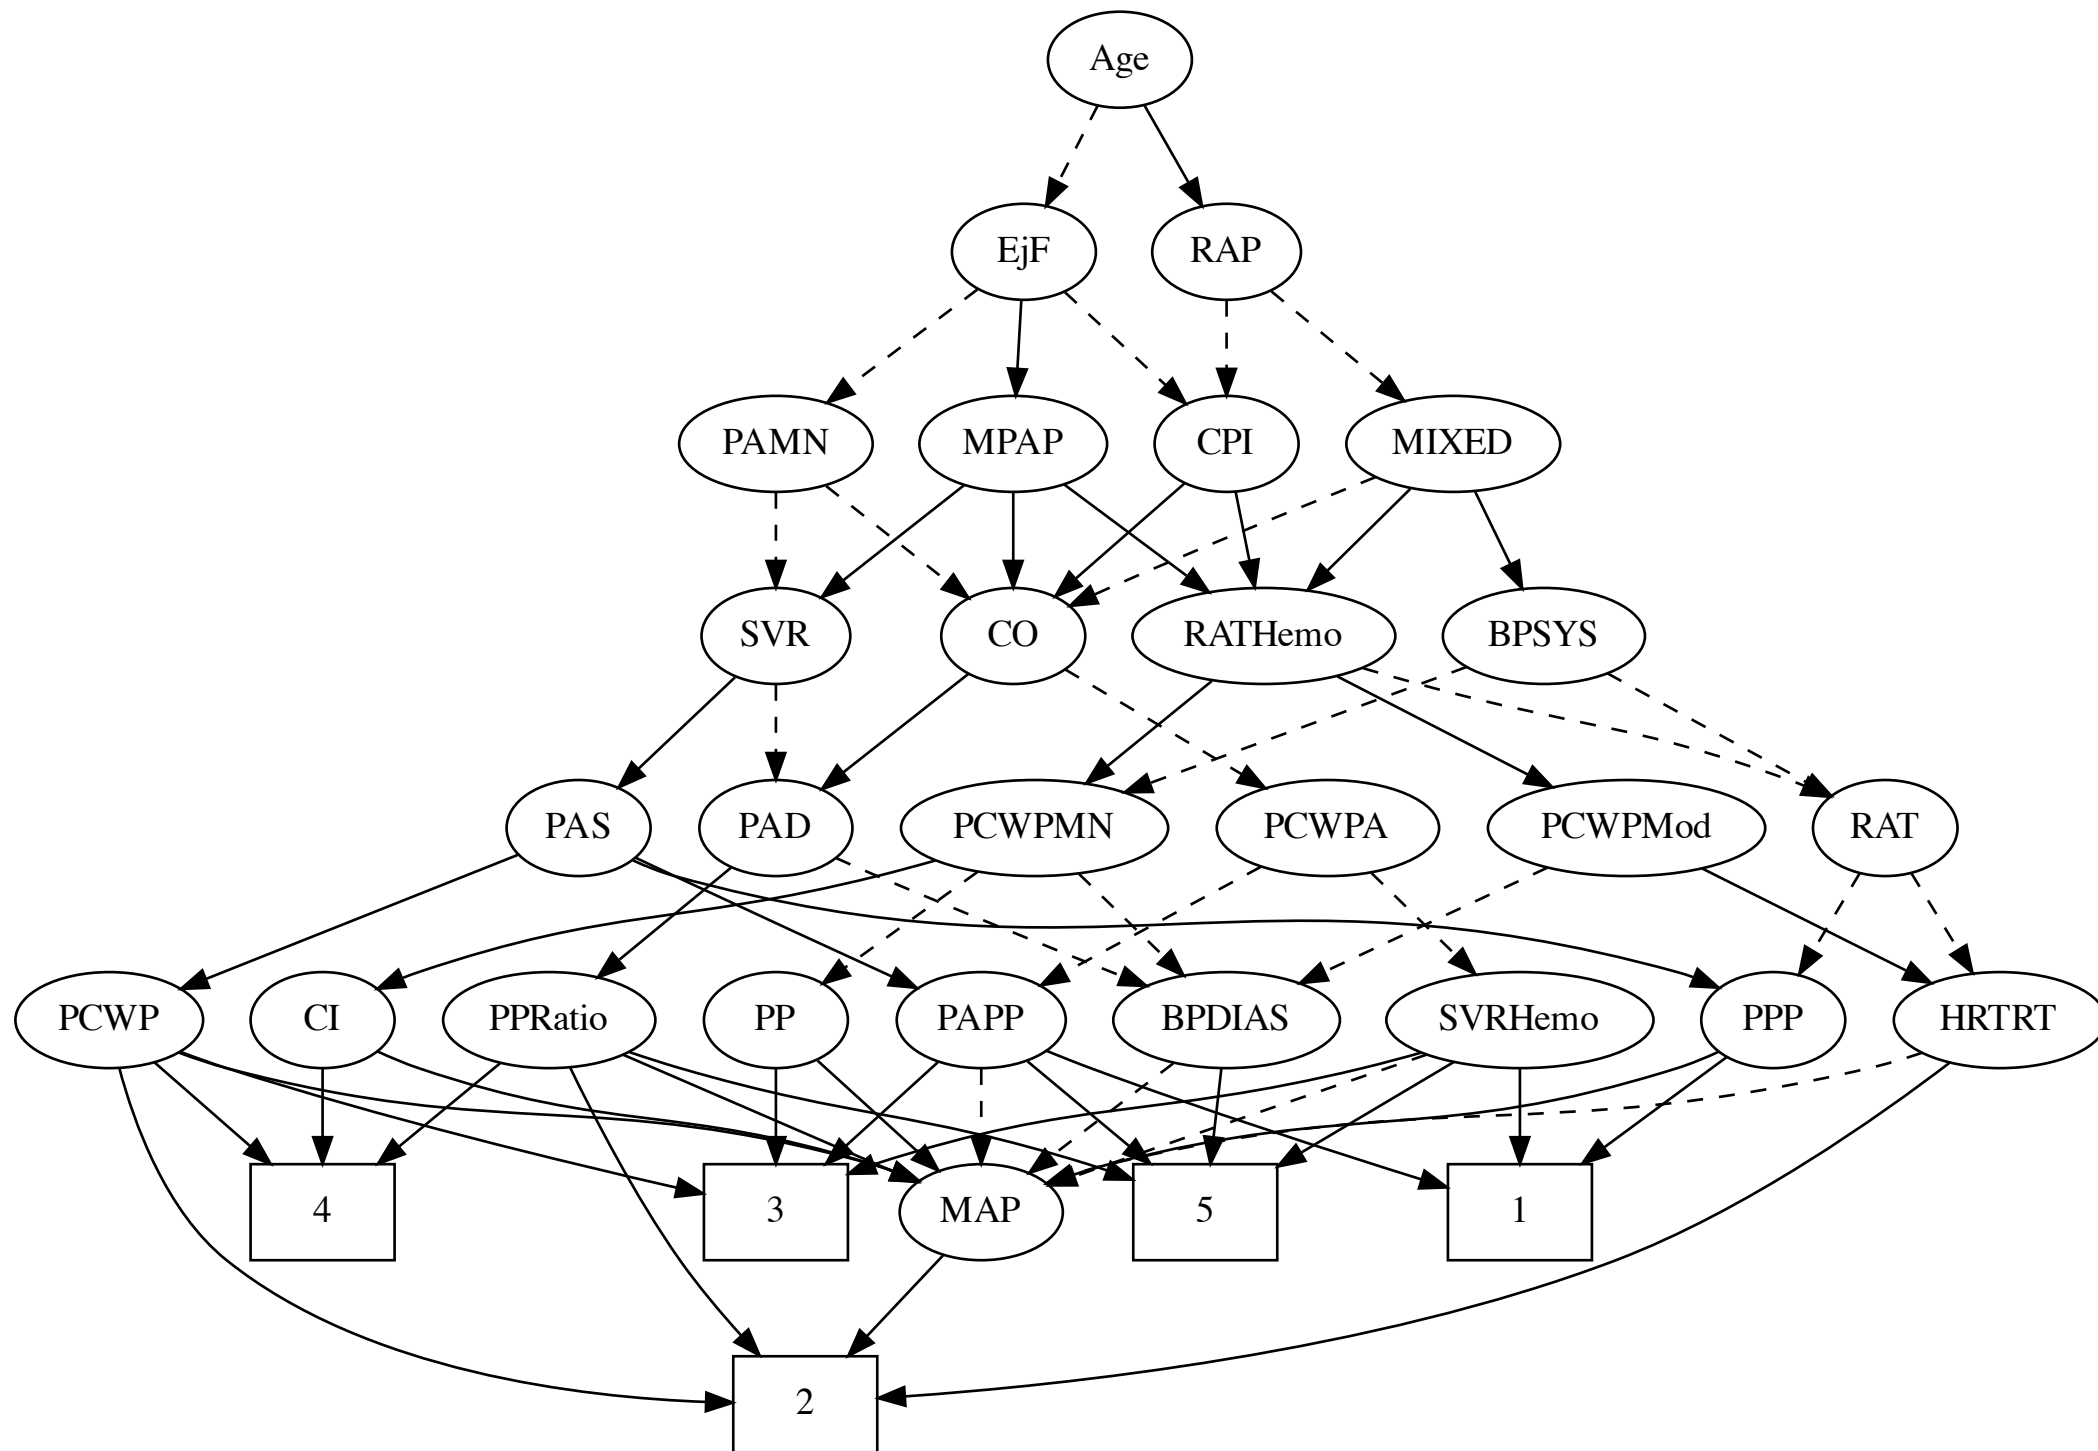 Age
EjF
RAP
PAMN
MPAP
CPI
MIXED
SVR
CO
RATHemo
BPSYS
PAS
PAD
PCWPMN
PCWPA
PCWPMod
RAT
PCWP
CI
PPRatio
PP
PAPP
BPDIAS
SVRHemo
PPP
HRTRT
4
3
MAP
5
1
2